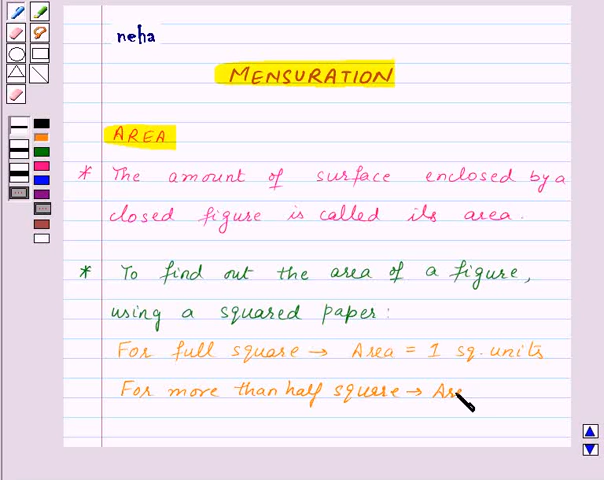 neha
MENSURATION
AREA
* The amount of surface enclosed by a
closed figure is called its area.
* To find out the area of a figure,
using a squared paper:
For full square → Area = 1 sq. units
For more than half square → Are